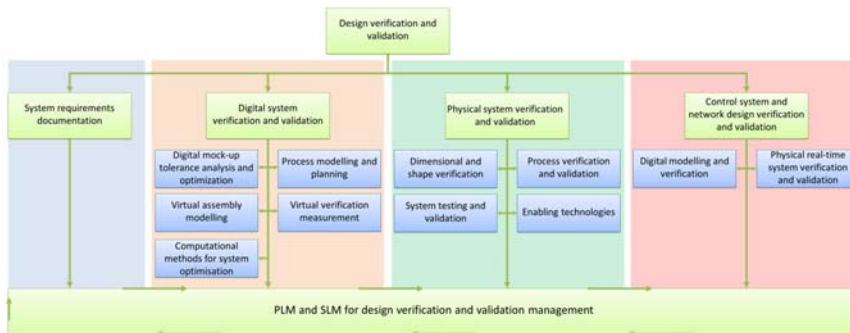 Design verification and
validation
System requirements
documentation
Digital system
verification and validation
Physical system verification
and validation
Control system and
network design verification
and validation
Digital mock-up
tolerance analysis and
optimization
Process modelling and
planning
Dimensional and
shape verification
Process verification
and validation
Digital modelling and
verification
Physical real-time
system verification
and validation
Virtual assembly
modelling
Virtual verification
measurement
System testing and
validation
Enabling technologies
Computational
methods for system
optimisation
PLM and SLM for design verification and validation management